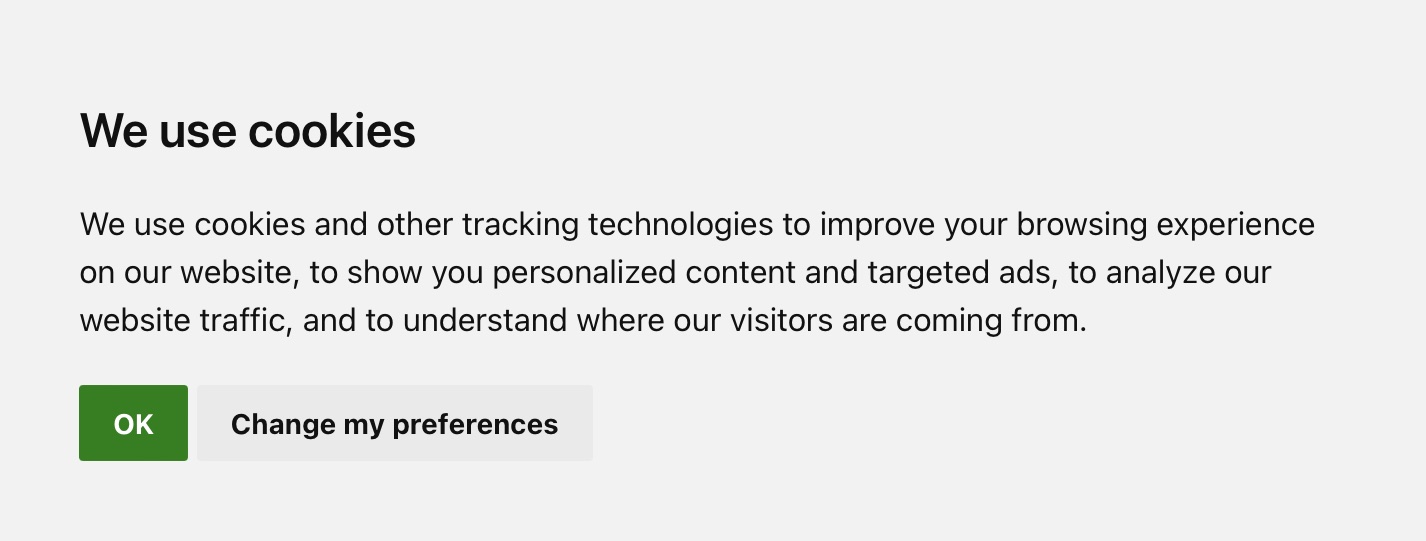 We use cookies
We use cookies and other tracking technologies to improve your browsing experience
on our website, to show you personalized content and targeted ads, to analyze our
website traffic, and to understand where our visitors are coming from.
OK
Change my preferences